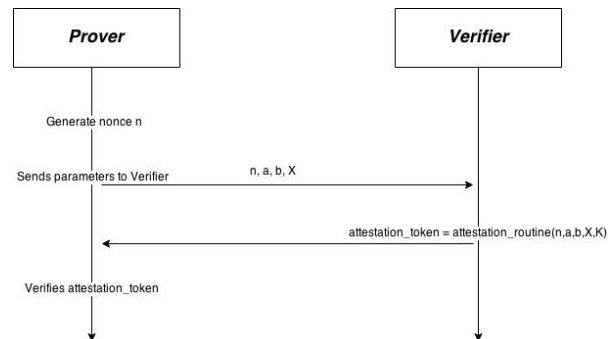 Prover
Verifier
Generate nonce n
Sends parameters to Verifier
n, a, b, X
attestation_token = attestation_routine(n,a,b,X,K)
Verifies attestation_token